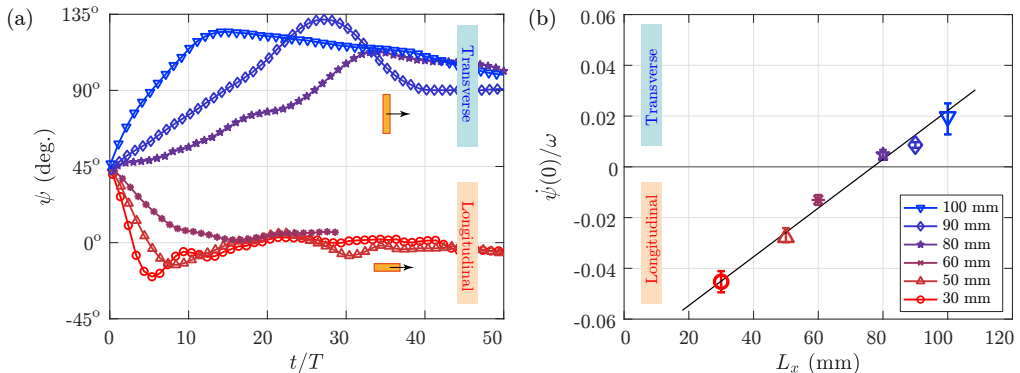 (a)
135°
90°
45°
0°
-45°
ψ (deg.)
0
10
20
30
40
50
t/T
Transverse
Longitudinal
(b)
0.06
0.04
0.02
0
-0.02
-0.04
-0.06
ψ̇(0)/ω
0
20
40
60
80
100
120
Lₓ (mm)
Transverse
Longitudinal
100 mm
90 mm
80 mm
60 mm
50 mm
30 mm